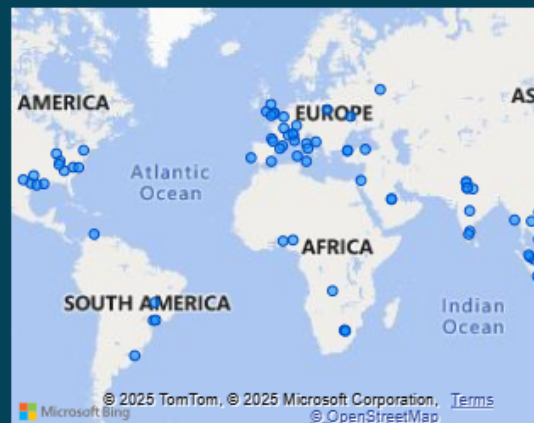 AMERICA
EUROPE
AS
Atlantic
Ocean
AFRICA
SOUTH AMERICA
Indian
Ocean
© 2025 TomTom, © 2025 Microsoft Corporation, Terms
Microsoft Bing
© OpenStreetMap